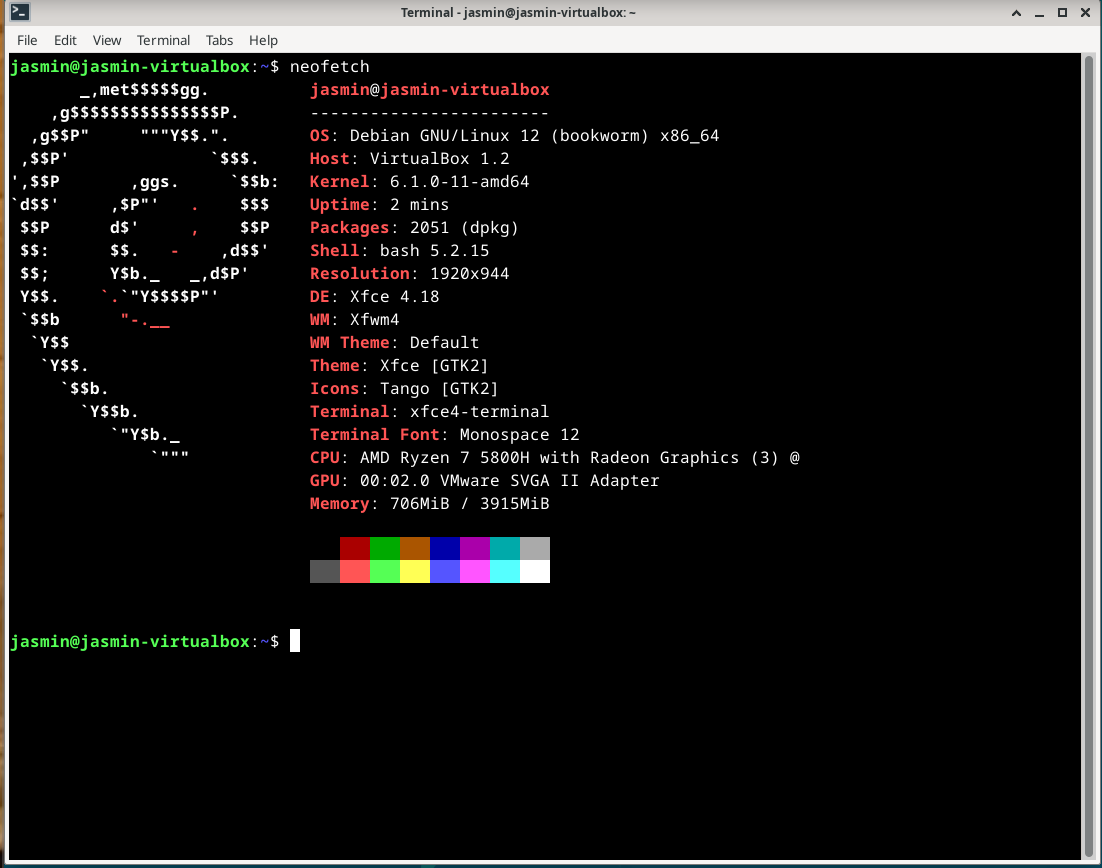 Terminal - jasmin@jasmin-virtualbox: ~
File Edit View Terminal Tabs Help
jasmin@jasmin-virtualbox:~$ neofetch
       _,met$$$$$gg.          jasmin@jasmin-virtualbox
    ,g$$$$$$$$$$$$$$$P.       ------------------------
  ,g$$P"     """Y$$.".        OS: Debian GNU/Linux 12 (bookworm) x86_64
 ,$$P'              `$$$.     Host: VirtualBox 1.2
',$$P       ,ggs.     `$$b:   Kernel: 6.1.0-11-amd64
`d$$'     ,$P"'   .    $$$    Uptime: 2 mins
 $$P      d$'     ,    $$P    Packages: 2051 (dpkg)
 $$:      $$.   -    ,d$$'    Shell: bash 5.2.15
 $$;      Y$b._   _,d$P'      Resolution: 1920x944
 Y$$.    `.`"Y$$$$P"'         DE: Xfce 4.18
 `$$b      "-.__              WM: Xfwm4
  `Y$$                        WM Theme: Default
   `Y$$.                      Theme: Xfce [GTK2]
     `$$b.                    Icons: Tango [GTK2]
       `Y$$b.                 Terminal: xfce4-terminal
          `"Y$b._             Terminal Font: Monospace 12
              `"""            CPU: AMD Ryzen 7 5800H with Radeon Graphics (3) @
                              GPU: 00:02.0 VMware SVGA II Adapter
                              Memory: 706MiB / 3915MiB
jasmin@jasmin-virtualbox:~$